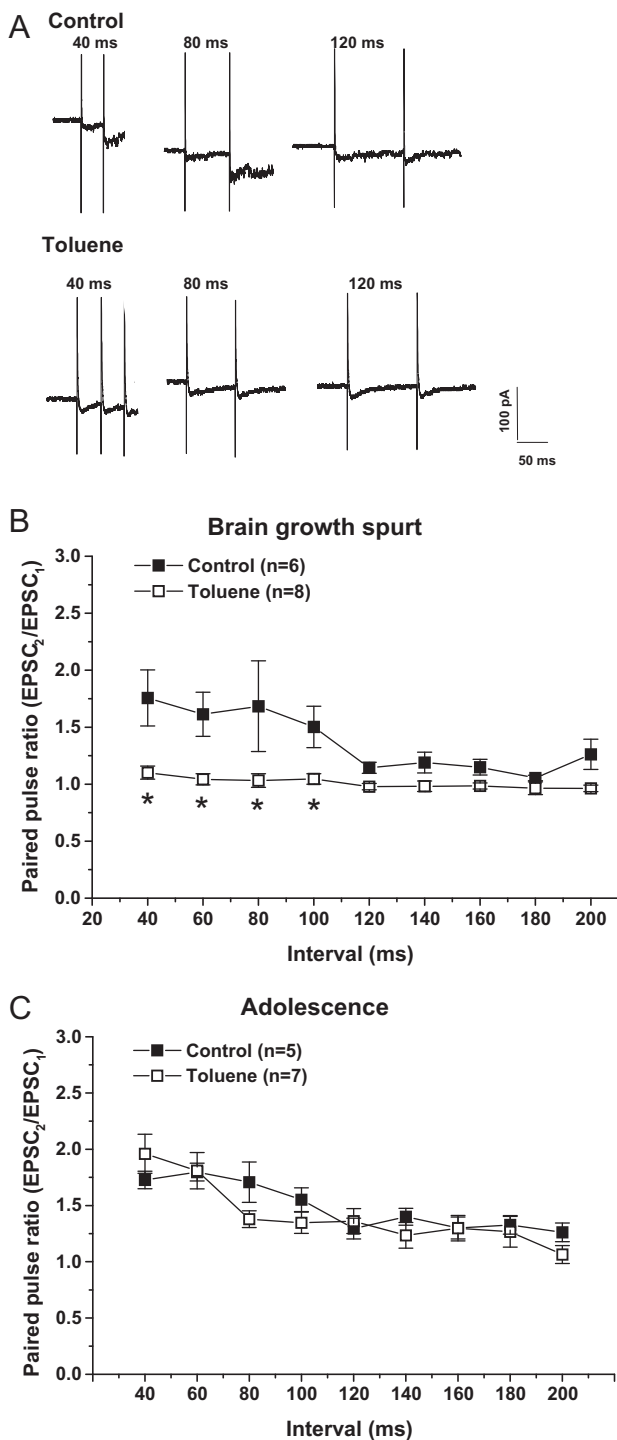 A
Control
40 ms
80 ms
120 ms
Toluene
40 ms
80 ms
120 ms
100 pA
50 ms
B
Brain growth spurt
Control (n=6)
Toluene (n=8)
Paired pulse ratio (EPSC2/EPSC1)
3.0
2.5
2.0
1.5
1.0
0.5
0.0
* * * *
20 40 60 80 100 120 140 160 180 200
Interval (ms)
C
Adolescence
Control (n=5)
Toluene (n=7)
Paired pulse ratio (EPSC2/EPSC1)
3.0
2.5
2.0
1.5
1.0
0.5
0.0
40 60 80 100 120 140 160 180 200
Interval (ms)